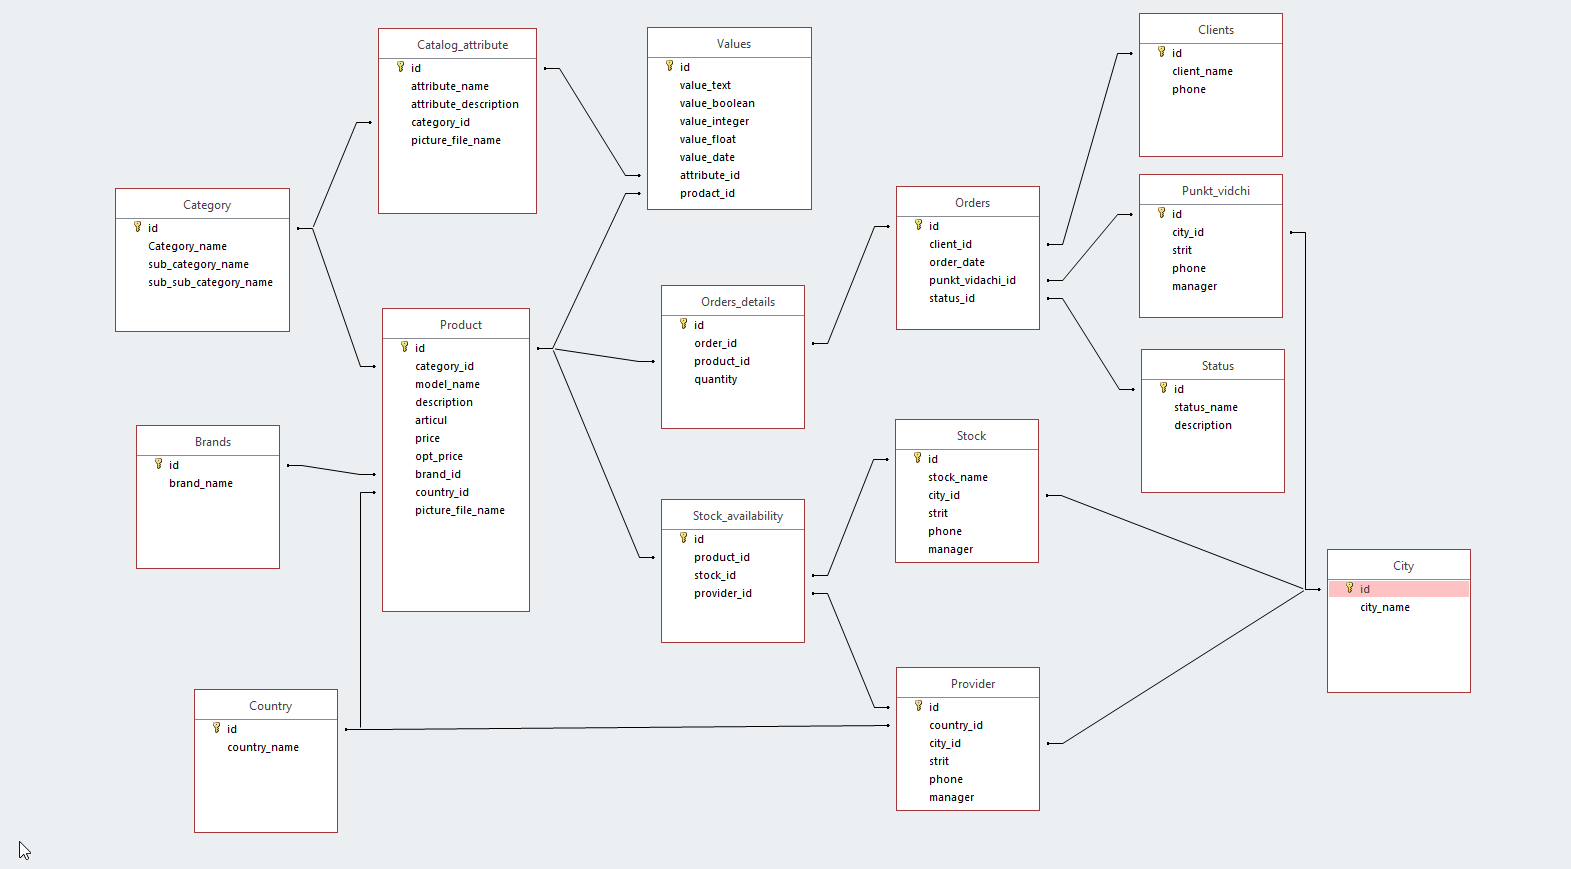 Catalog_attribute
id
attribute_name
attribute_description
category_id
picture_file_name
Values
id
value_text
value_boolean
value_integer
value_float
value_date
attribute_id
prodact_id
Clients
id
client_name
phone
Category
id
Category_name
sub_category_name
sub_sub_category_name
Orders
id
client_id
order_date
punkt_vidachi_id
status_id
Punkt_vidchi
id
city_id
strit
phone
manager
Product
id
category_id
model_name
description
articul
price
opt_price
brand_id
country_id
picture_file_name
Orders_details
id
order_id
product_id
quantity
Status
id
status_name
description
Brands
id
brand_name
Stock
id
stock_name
city_id
strit
phone
manager
Stock_availability
id
product_id
stock_id
provider_id
City
id
city_name
Country
id
country_name
Provider
id
country_id
city_id
strit
phone
manager